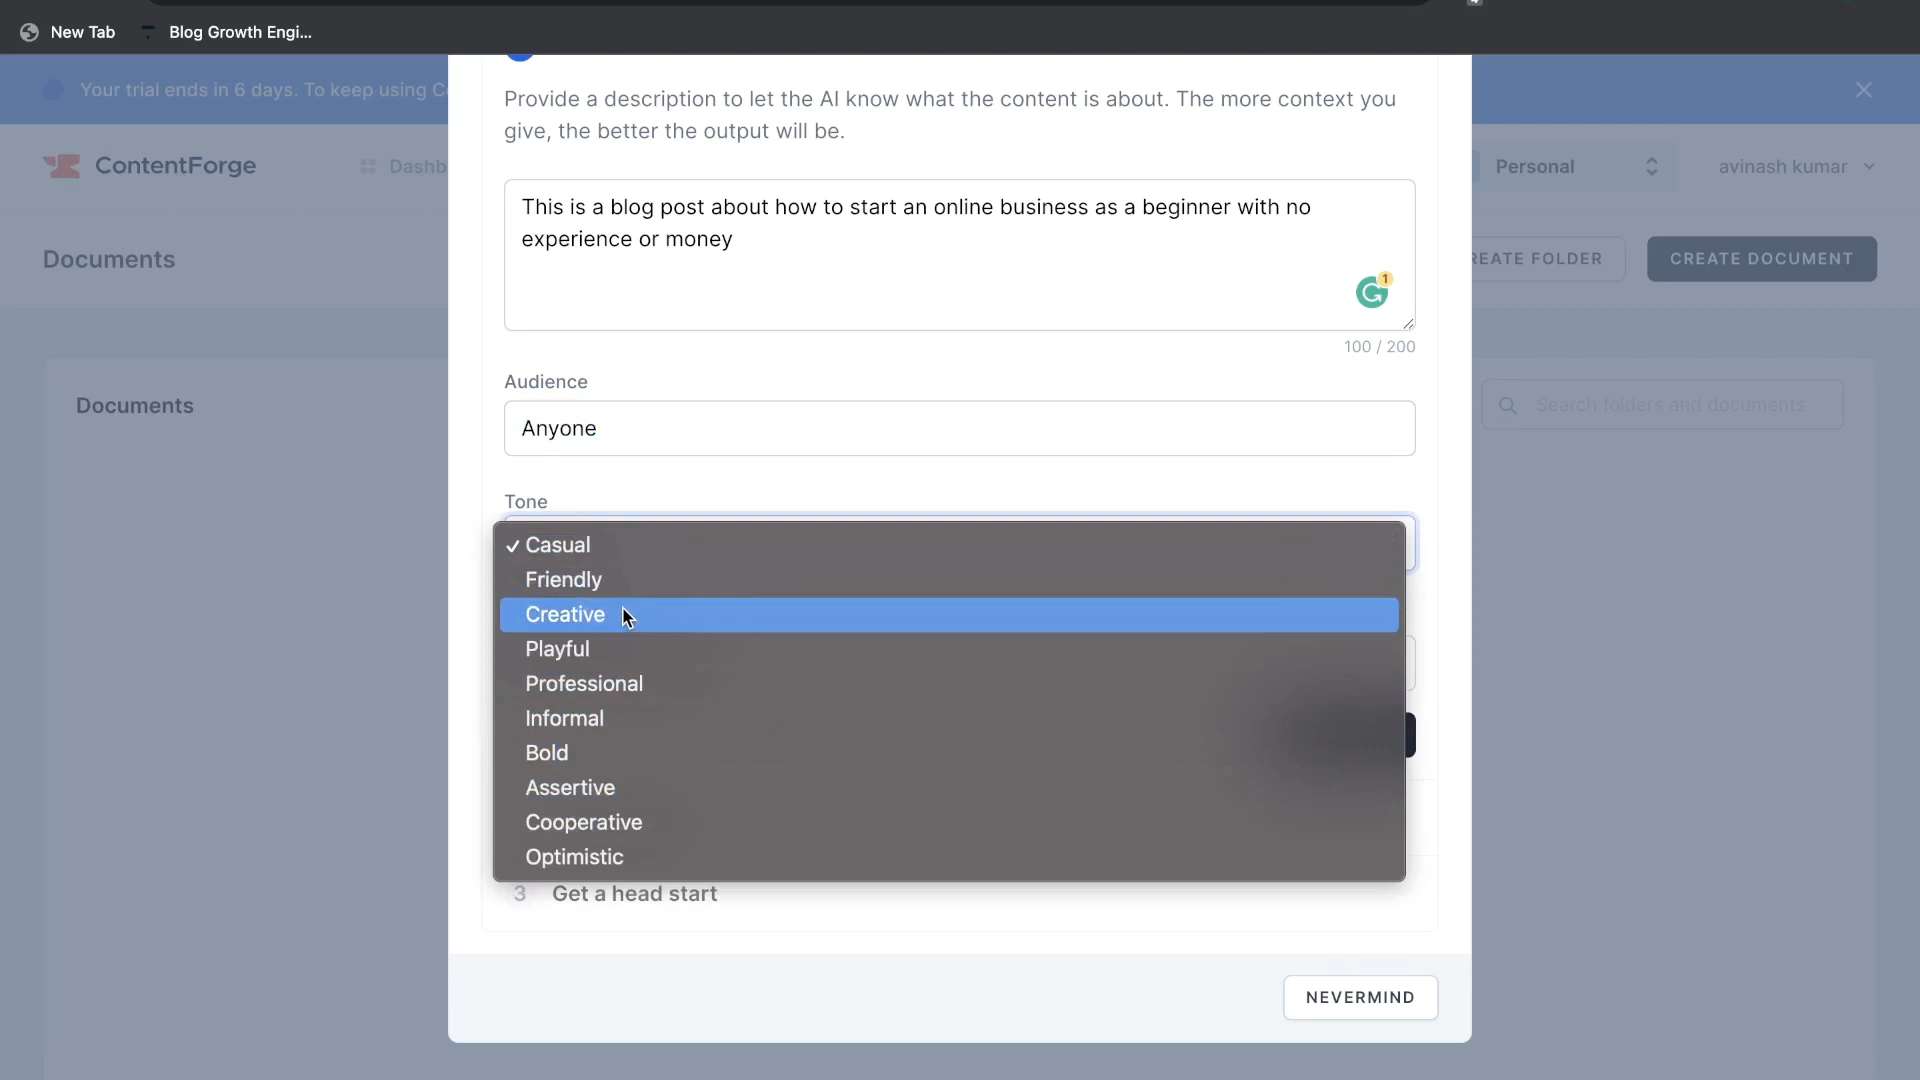 New Tab
Blog Growth Engi...
Your trial ends in 6 days. To keep using
ContentForge
Dashb
Personal
avinash kumar
Documents
REATE FOLDER
CREATE DOCUMENT
Documents
Search folders and documents
Provide a description to let the AI know what the content is about. The more context you
give, the better the output will be.
This is a blog post about how to start an online business as a beginner with no
experience or money
1
100 / 200
Audience
Anyone
Tone
✓ Casual
Friendly
Creative
Playful
Professional
Informal
Bold
Assertive
Cooperative
Optimistic
3 Get a head start
NEVERMIND